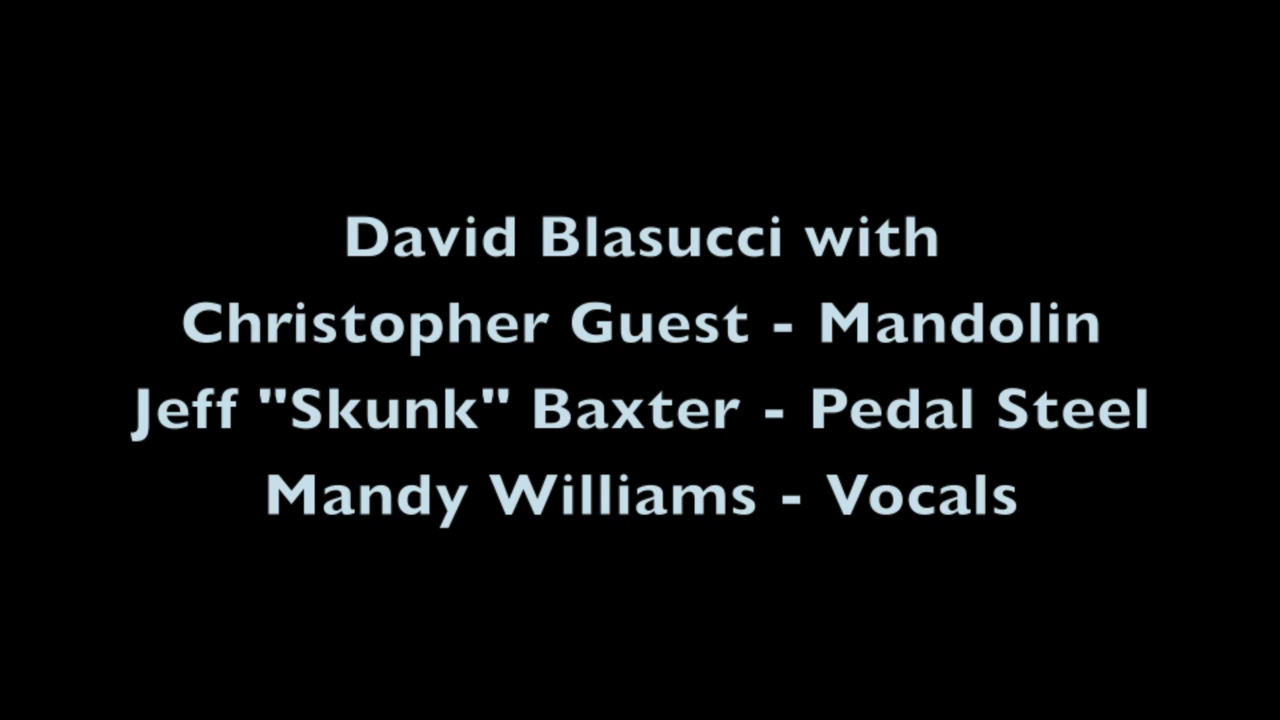 David Blasucci with
Christopher Guest - Mandolin
Jeff "Skunk" Baxter - Pedal Steel
Mandy Williams - Vocals